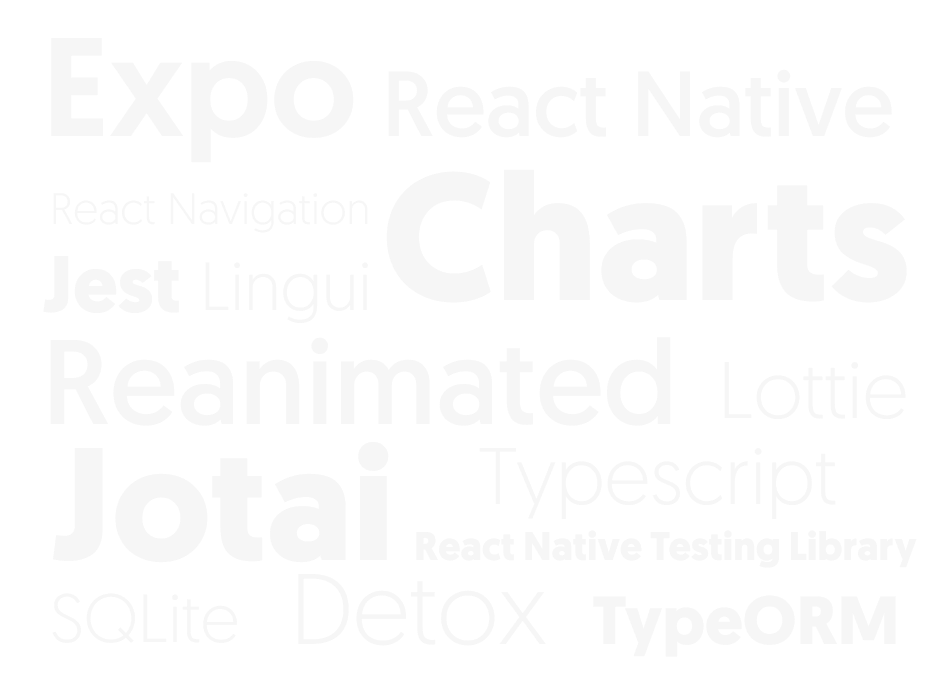 Expo React Native
React Navigation
Charts
Jest Lingui
Reanimated Lottie
Jotai
Typescript
React Native Testing Library
SQLite Detox TypeORM